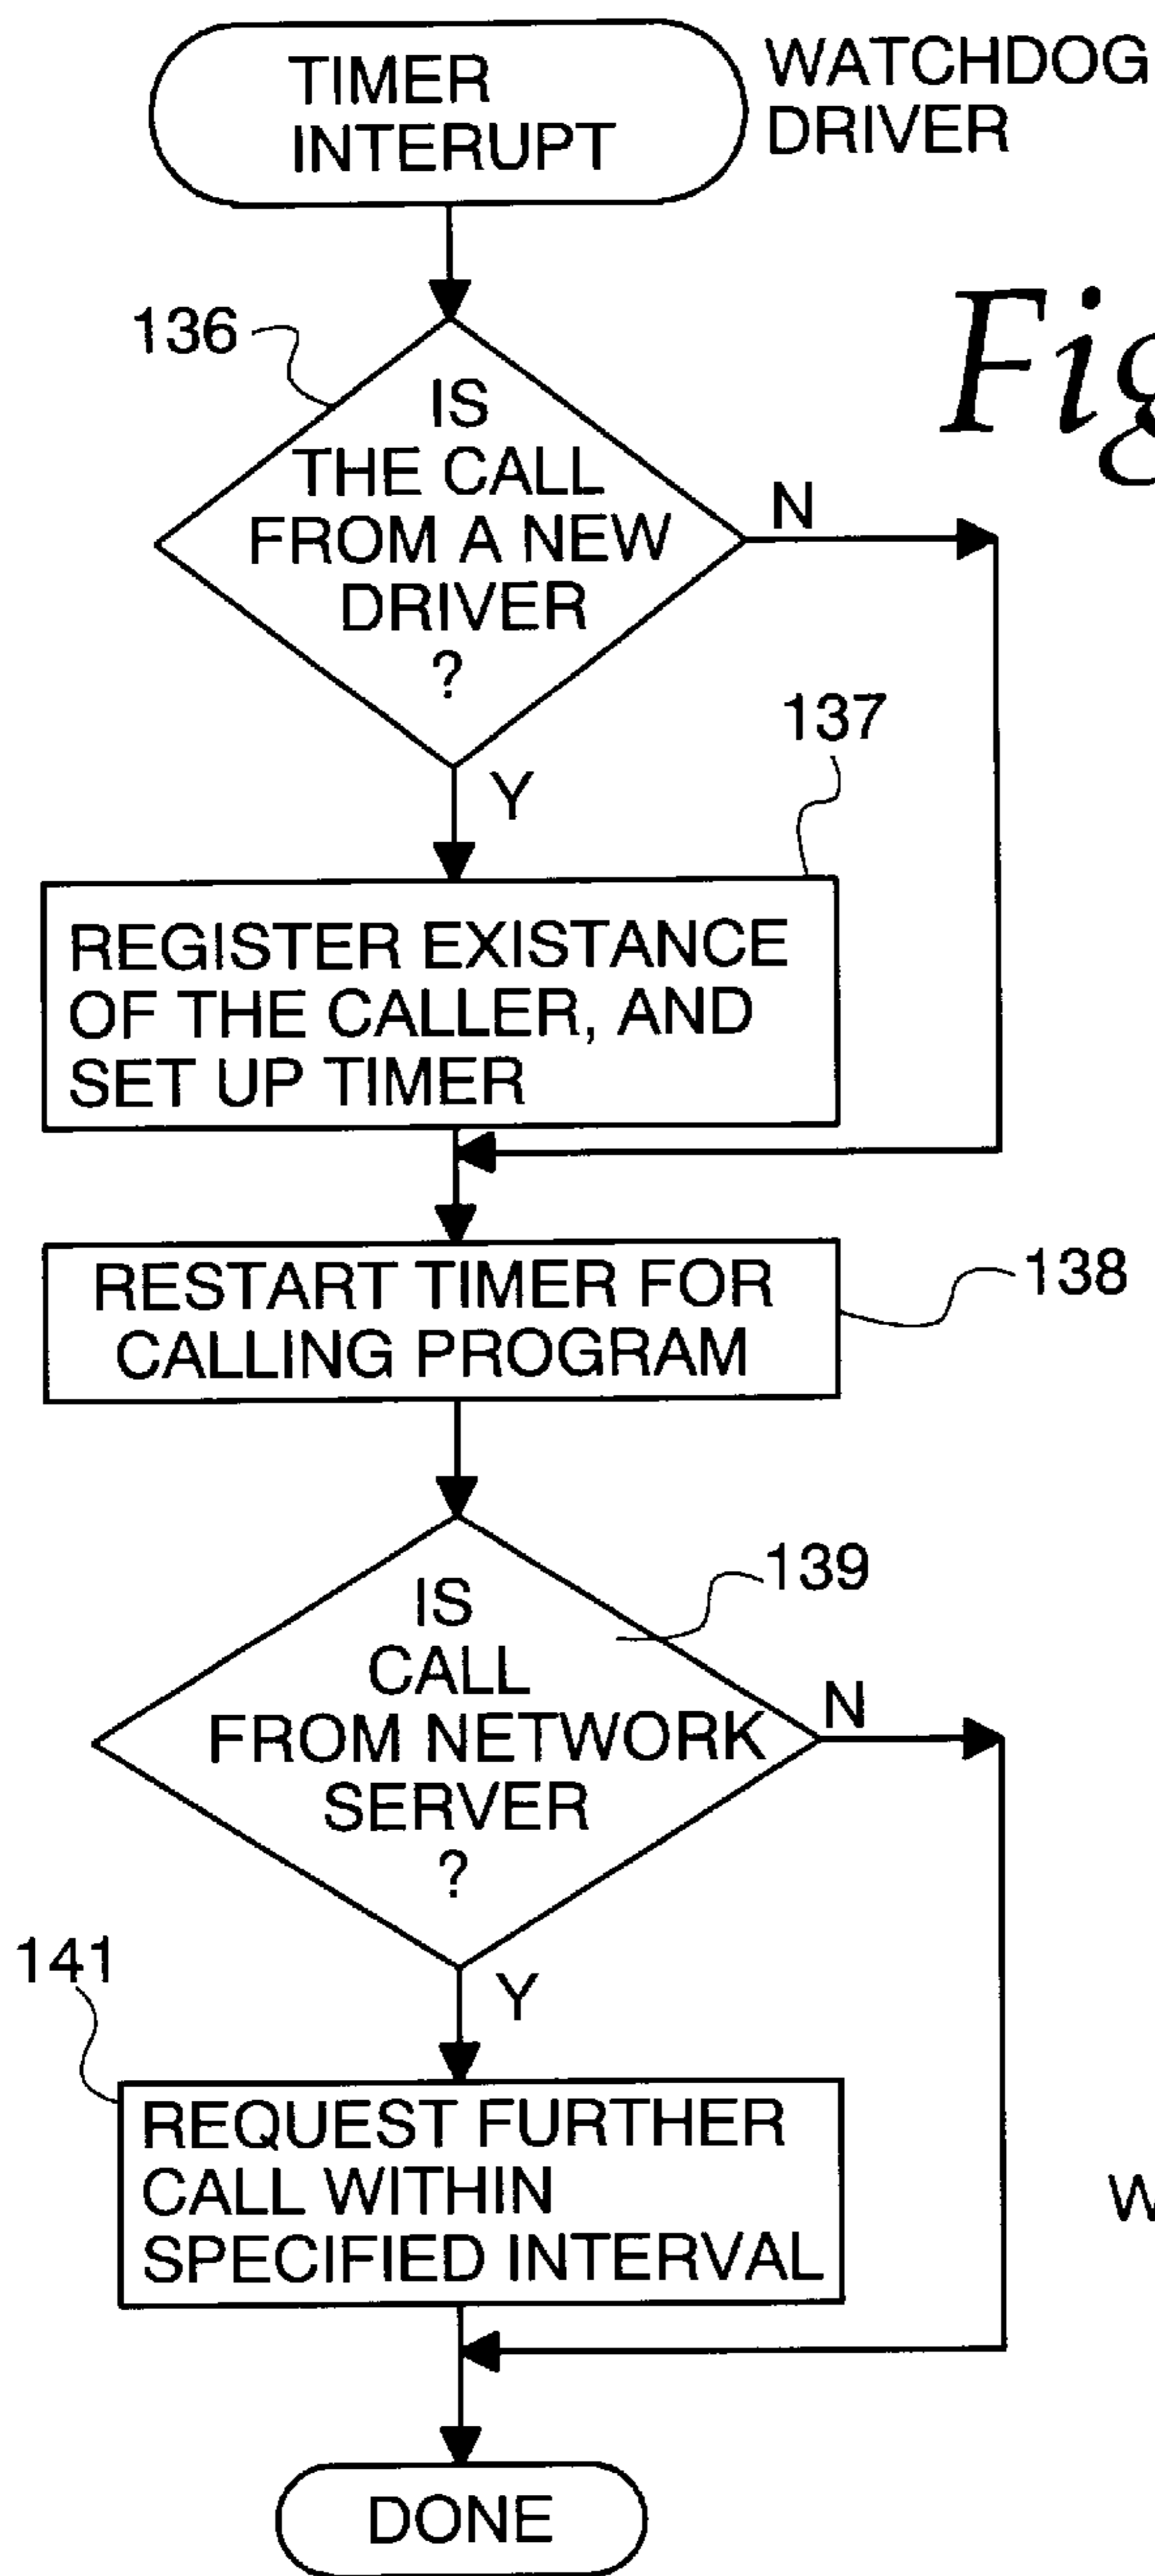 TIMER
INTERUPT
WATCHDOG
DRIVER
Fig
136
IS
THE CALL
FROM A NEW
DRIVER
?
N
Y
137
REGISTER EXISTANCE
OF THE CALLER, AND
SET UP TIMER
RESTART TIMER FOR
CALLING PROGRAM
138
139
IS
CALL
FROM NETWORK
SERVER
?
N
141
Y
REQUEST FURTHER
CALL WITHIN
SPECIFIED INTERVAL
W
DONE